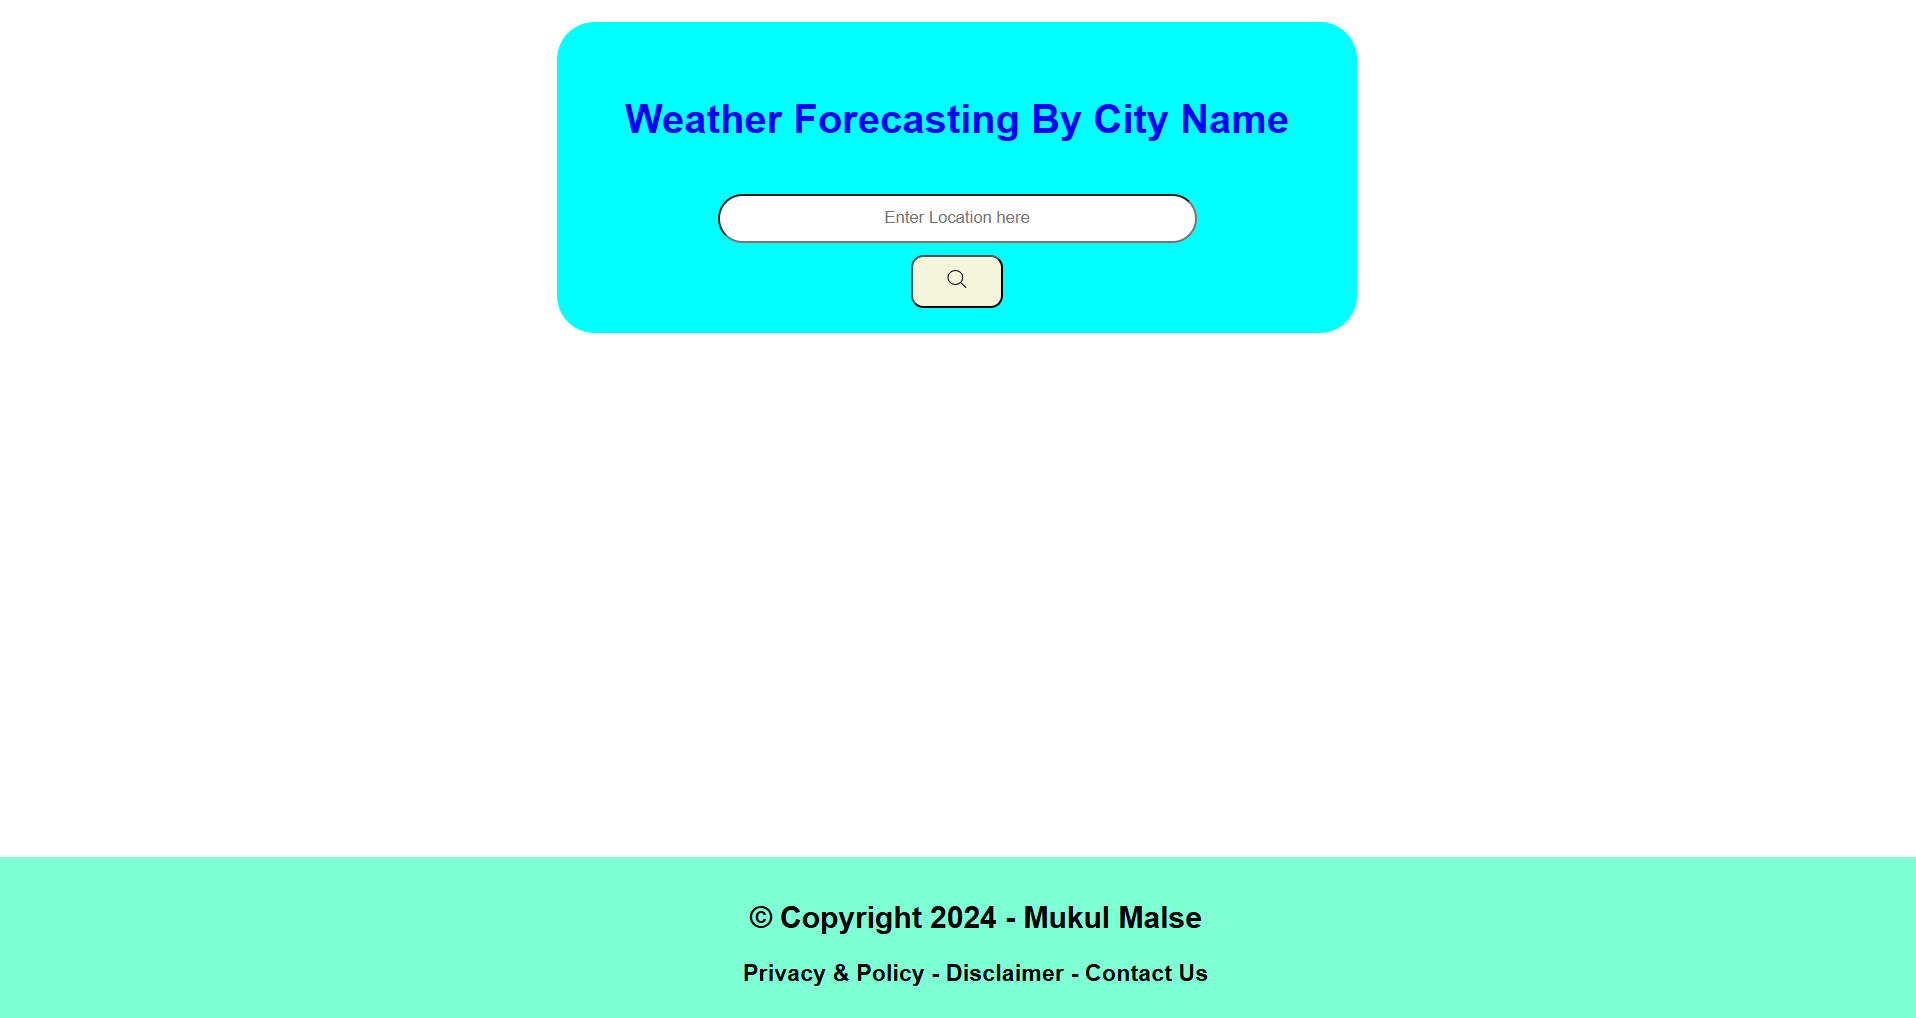 Weather Forecasting By City Name
Enter Location here
© Copyright 2024 - Mukul Malse
Privacy & Policy - Disclaimer - Contact Us